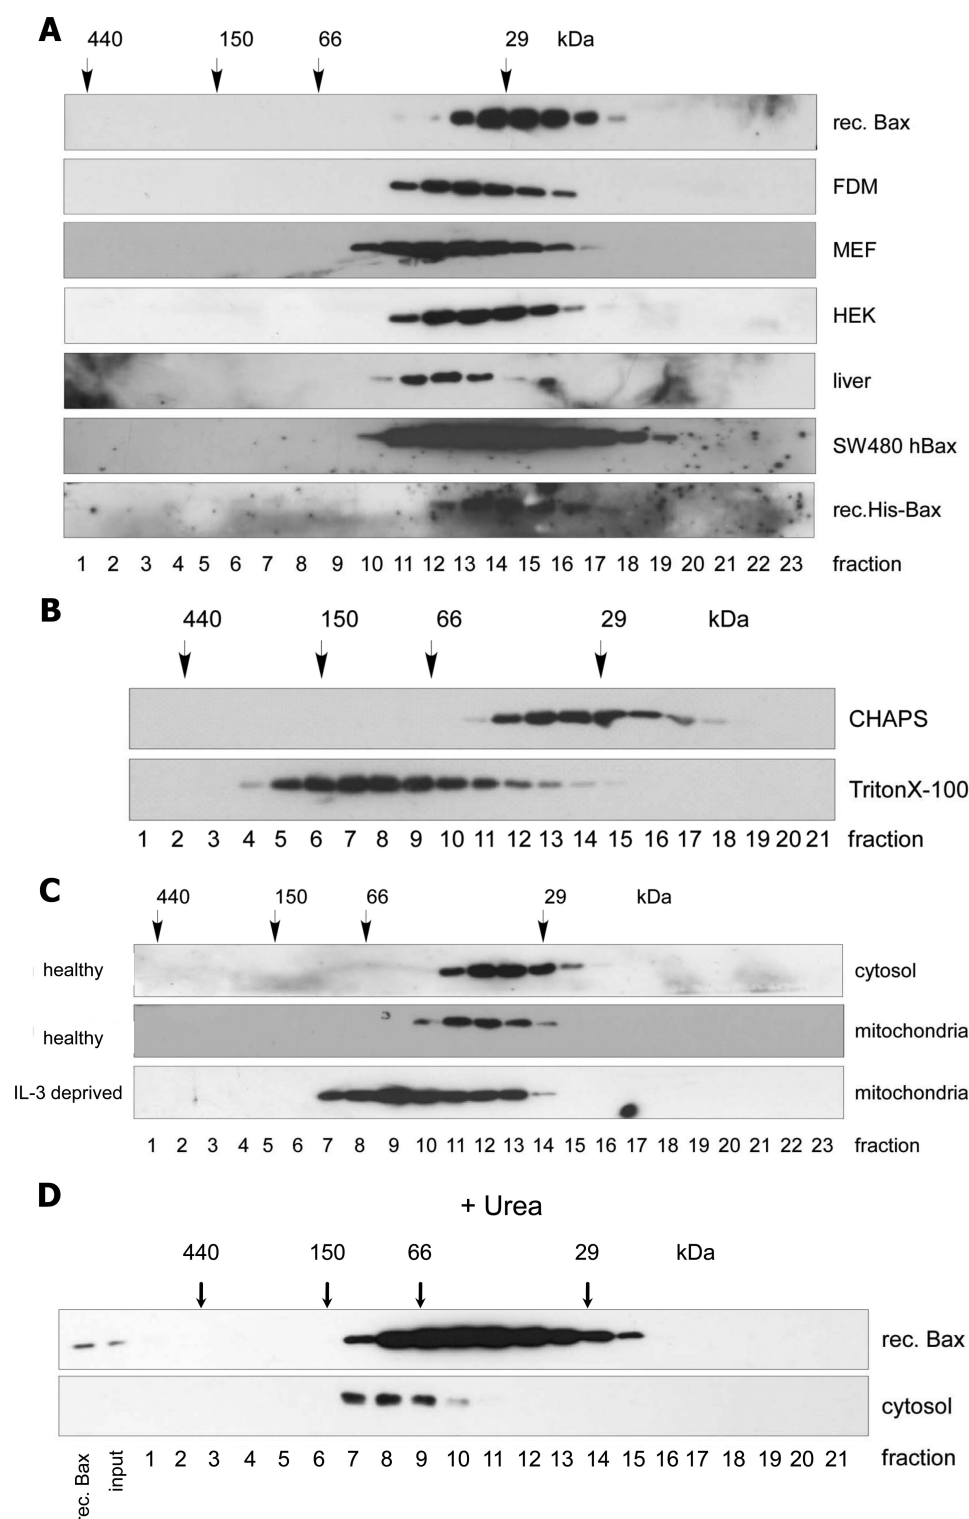 A
440 150 66 29 kDa
rec. Bax
FDM
MEF
HEK
liver
SW480 hBax
rec.His-Bax
1 2 3 4 5 6 7 8 9 10 11 12 13 14 15 16 17 18 19 20 21 22 23 fraction
B
440 150 66 29 kDa
CHAPS
TritonX-100
1 2 3 4 5 6 7 8 9 10 11 12 13 14 15 16 17 18 19 20 21 fraction
C
440 150 66 29 kDa
healthy cytosol
healthy mitochondria
IL-3 deprived mitochondria
1 2 3 4 5 6 7 8 9 10 11 12 13 14 15 16 17 18 19 20 21 22 23 fraction
D
+ Urea
440 150 66 29 kDa
rec. Bax
cytosol
rec. Bax input 1 2 3 4 5 6 7 8 9 10 11 12 13 14 15 16 17 18 19 20 21 fraction